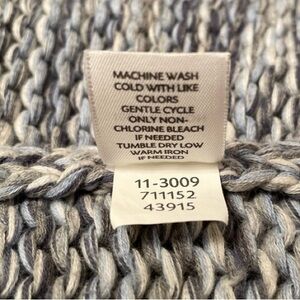 MACHINE WASH
COLD WITH LIKE
COLORS
GENTLE CYCLE
ONLY NON-
CHLORINE BLEACH
IF NEEDED
TUMBLE DRY LOW
WARM IRON
IF NEEDED
11-3009
711152
43915